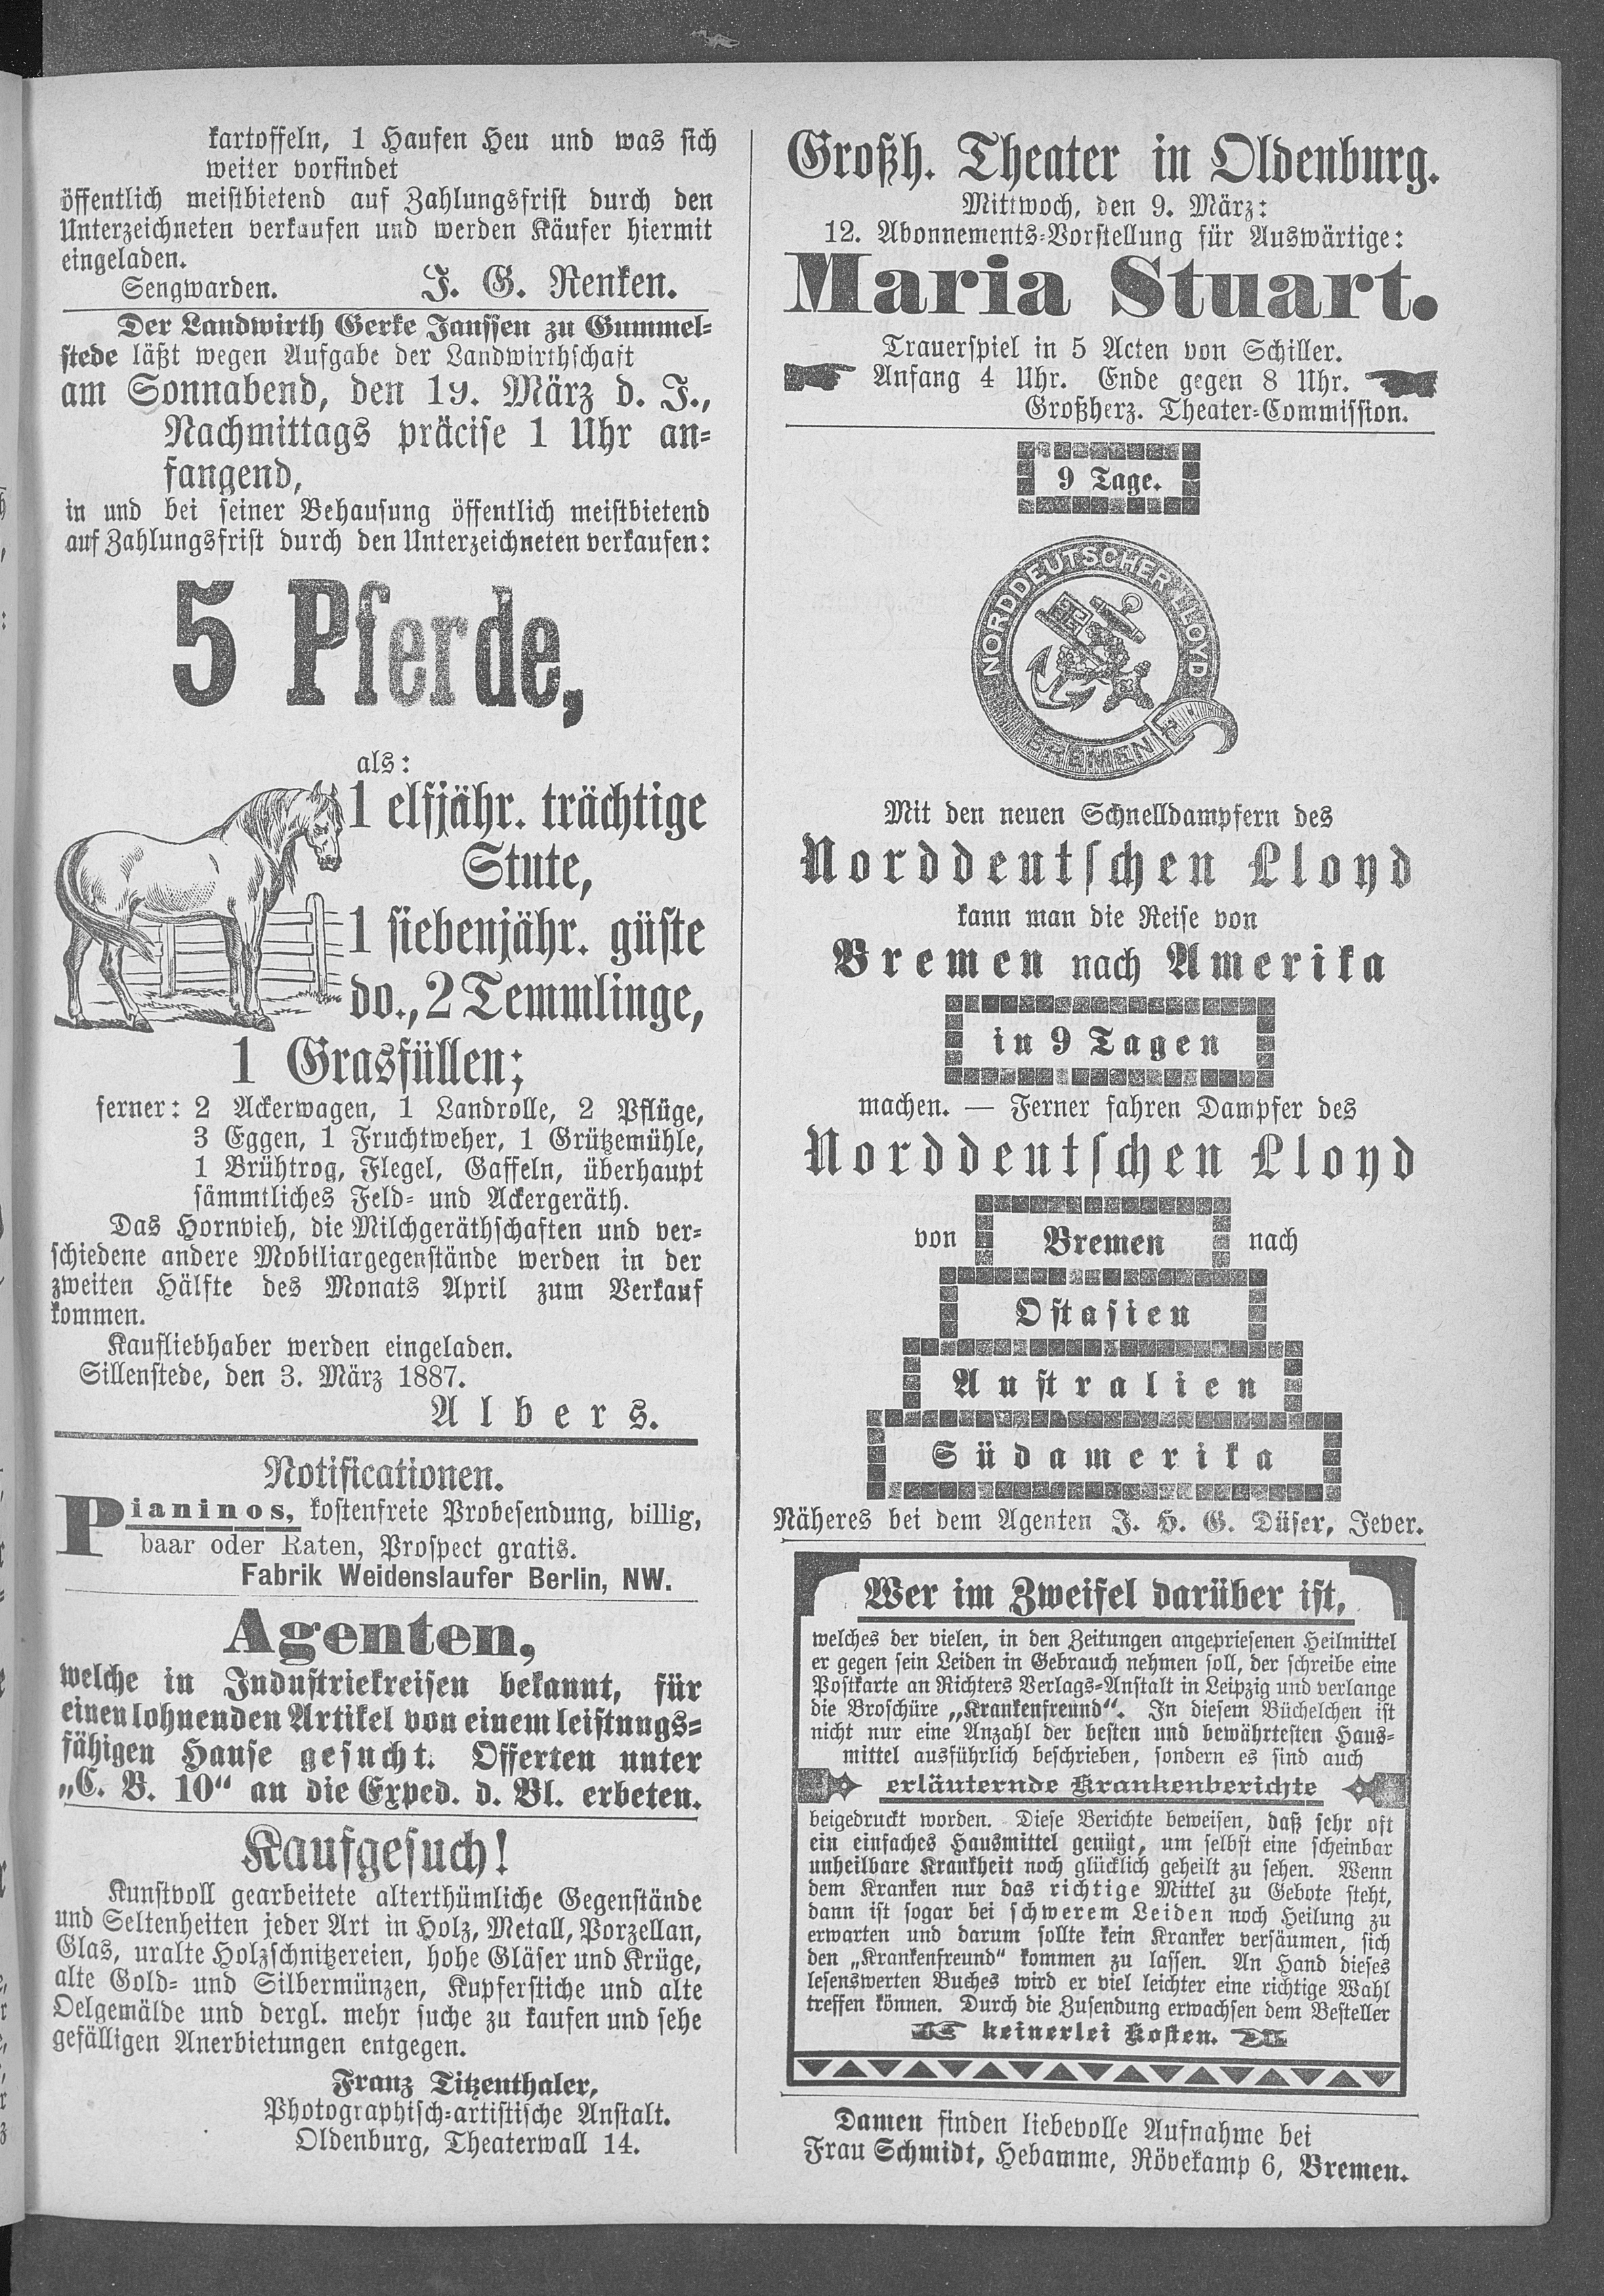 kartoffeln, 1 Haufen Heu und was sich
weiter vorfindet
öffentlich meistbietend auf Zahlungsfrist durch den
Unterzeichneten verkaufen und werden Käufer hiermit
eingeladen.
Sengwarden. J. G. Renken.
Der Landwirth Gerke Janssen zu Gummel-
stede läßt wegen Aufgabe der Landwirthschaft
am Sonnabend, den 19. März d. J.,
Nachmittags präcise 1 Uhr an-
fangend,
in und bei seiner Behausung öffentlich meistbietend
auf Zahlungsfrist durch den Unterzeichneten verkaufen:
5 Pferde,
als:
1 elfjähr. trächtige
Stute,
1 siebenjähr. güste
do., 2 Temmlinge,
1 Grasfüllen;
ferner: 2 Ackerwagen, 1 Landrolle, 2 Pflüge,
3 Eggen, 1 Fruchtweher, 1 Grützemühle,
1 Brühtrog, Flegel, Gaffeln, überhaupt
sämmtliches Feld- und Ackergeräth.
Das Hornvieh, die Milchgeräthschaften und ver-
schiedene andere Mobiliargegenstände werden in der
zweiten Hälfte des Monats April zum Verkauf
kommen.
Kaufliebhaber werden eingeladen.
Sillenstede, den 3. März 1887.
Albers.
Notificationen.
Pianinos, kostenfreie Probesendung, billig,
baar oder Raten, Prospect gratis.
Fabrik Weidenslaufer Berlin, NW.
Agenten,
welche in Industriekreisen bekannt, für
einen lohnenden Artikel von einem leistungs-
fähigen Hause gesucht. Offerten unter
„C. B. 10“ an die Exped. d. Bl. erbeten.
Kaufgesuch!
Kunstvoll gearbeitete alterthümliche Gegenstände
und Seltenheiten jeder Art in Holz, Metall, Porzellan,
Glas, uralte Holzschnitzereien, hohe Gläser und Krüge,
alte Gold- und Silbermünzen, Kupferstiche und alte
Oelgemälde und dergl. mehr suche zu kaufen und sehe
gefälligen Anerbietungen entgegen.
Franz Titzenthaler,
Photographisch-artistische Anstalt.
Oldenburg, Theaterwall 14.
Großh. Theater in Oldenburg.
Mittwoch, den 9. März:
12. Abonnements-Vorstellung für Auswärtige:
Maria Stuart.
Trauerspiel in 5 Acten von Schiller.
Anfang 4 Uhr. Ende gegen 8 Uhr.
Großherz. Theater-Commission.
9 Tage.
NORDDEUTSCHER LLOYD
BREMEN
Mit den neuen Schnelldampfern des
Norddeutschen Lloyd
kann man die Reise von
Bremen nach Amerika
in 9 Tagen
machen. — Ferner fahren Dampfer des
Norddeutschen Lloyd
von Bremen nach
Ostasien
Australien
Südamerika
Näheres bei dem Agenten J. H. G. Düser, Jever.
Wer im Zweifel darüber ist,
welches der vielen, in den Zeitungen angepriesenen Heilmittel
er gegen sein Leiden in Gebrauch nehmen soll, der schreibe eine
Postkarte an Richters Verlags-Anstalt in Leipzig und verlange
die Broschüre „Krankenfreund“. In diesem Büchelchen ist
nicht nur eine Anzahl der besten und bewährtesten Haus-
mittel ausführlich beschrieben, sondern es sind auch
erläuternde Krankenberichte
beigedruckt worden. Diese Berichte beweisen, daß sehr oft
ein einfaches Hausmittel genügt, um selbst eine scheinbar
unheilbare Krankheit noch glücklich geheilt zu sehen. Wenn
dem Kranken nur das richtige Mittel zu Gebote steht,
dann ist sogar bei schwerem Leiden noch Heilung zu
erwarten und darum sollte kein Kranker versäumen, sich
den „Krankenfreund“ kommen zu lassen. An Hand dieses
lesenswerten Buches wird er viel leichter eine richtige Wahl
treffen können. Durch die Zusendung erwachsen dem Besteller
keinerlei Kosten.
Damen finden liebevolle Aufnahme bei
Frau Schmidt, Hebamme, Rövekamp 6, Bremen.